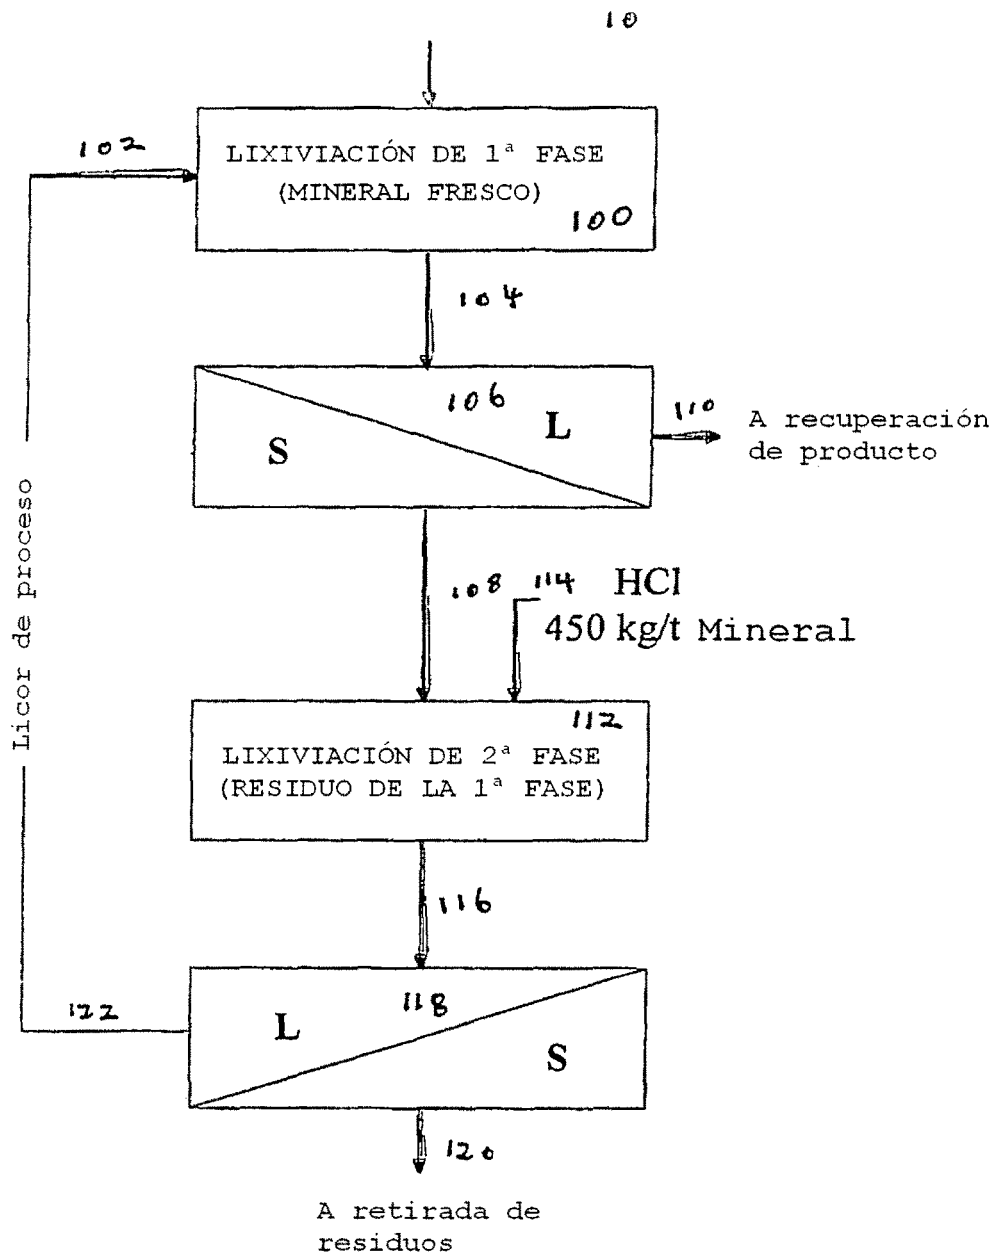 10
102
LIXIVIACIÓN DE 1ª FASE
(MINERAL FRESCO)
100
104
106
L
S
110
A recuperación
de producto
Licor de proceso
108
114
HCl
450 kg/t Mineral
112
LIXIVIACIÓN DE 2ª FASE
(RESIDUO DE LA 1ª FASE)
116
118
L
S
122
120
A retirada de
residuos